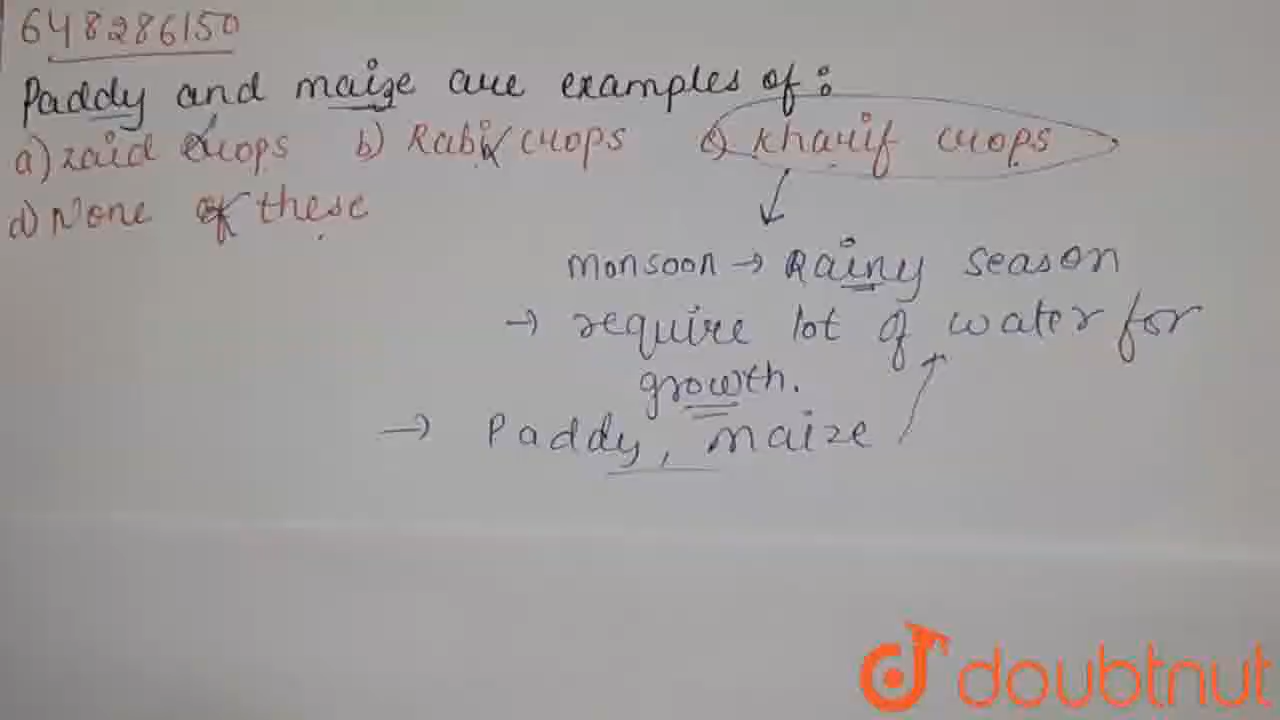 648286150
Paddy and maize are examples of:
a) zaid crops b) Rabi crops c) Kharif crops
d) None of these
monsoon → Rainy season
→ require lot of water for
growth.
→ Paddy, maize
doubtnut